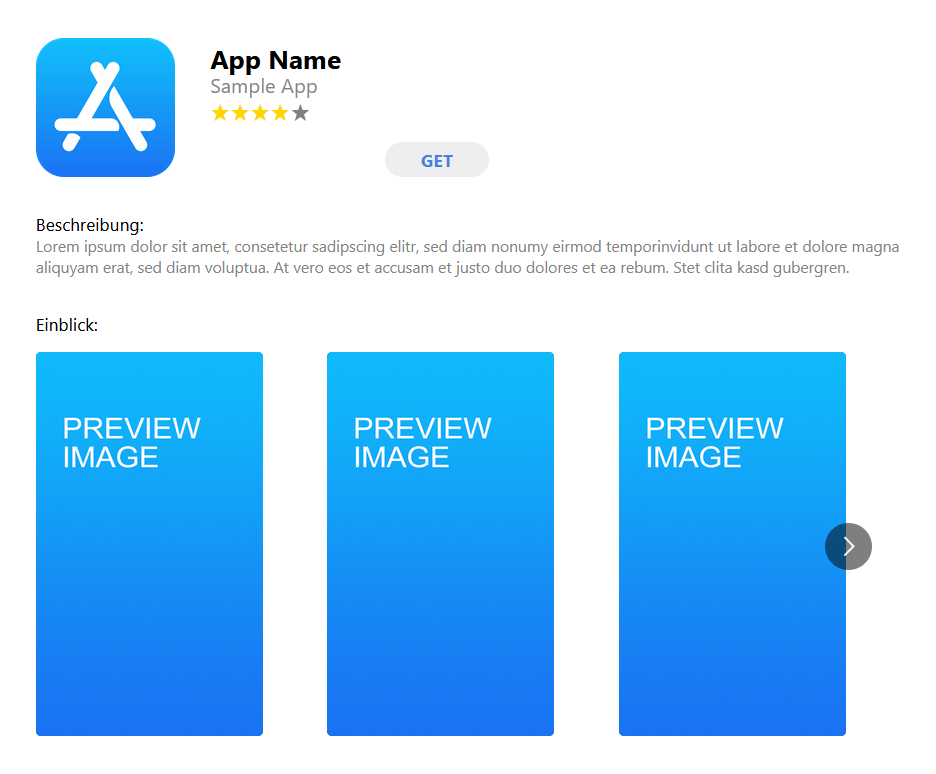 App Name
Sample App
GET
Beschreibung:
Lorem ipsum dolor sit amet, consetetur sadipscing elitr, sed diam nonumy eirmod temporinvidunt ut labore et dolore magna
aliquyam erat, sed diam voluptua. At vero eos et accusam et justo duo dolores et ea rebum. Stet clita kasd gubergren.
Einblick:
PREVIEW
IMAGE
PREVIEW
IMAGE
PREVIEW
IMAGE